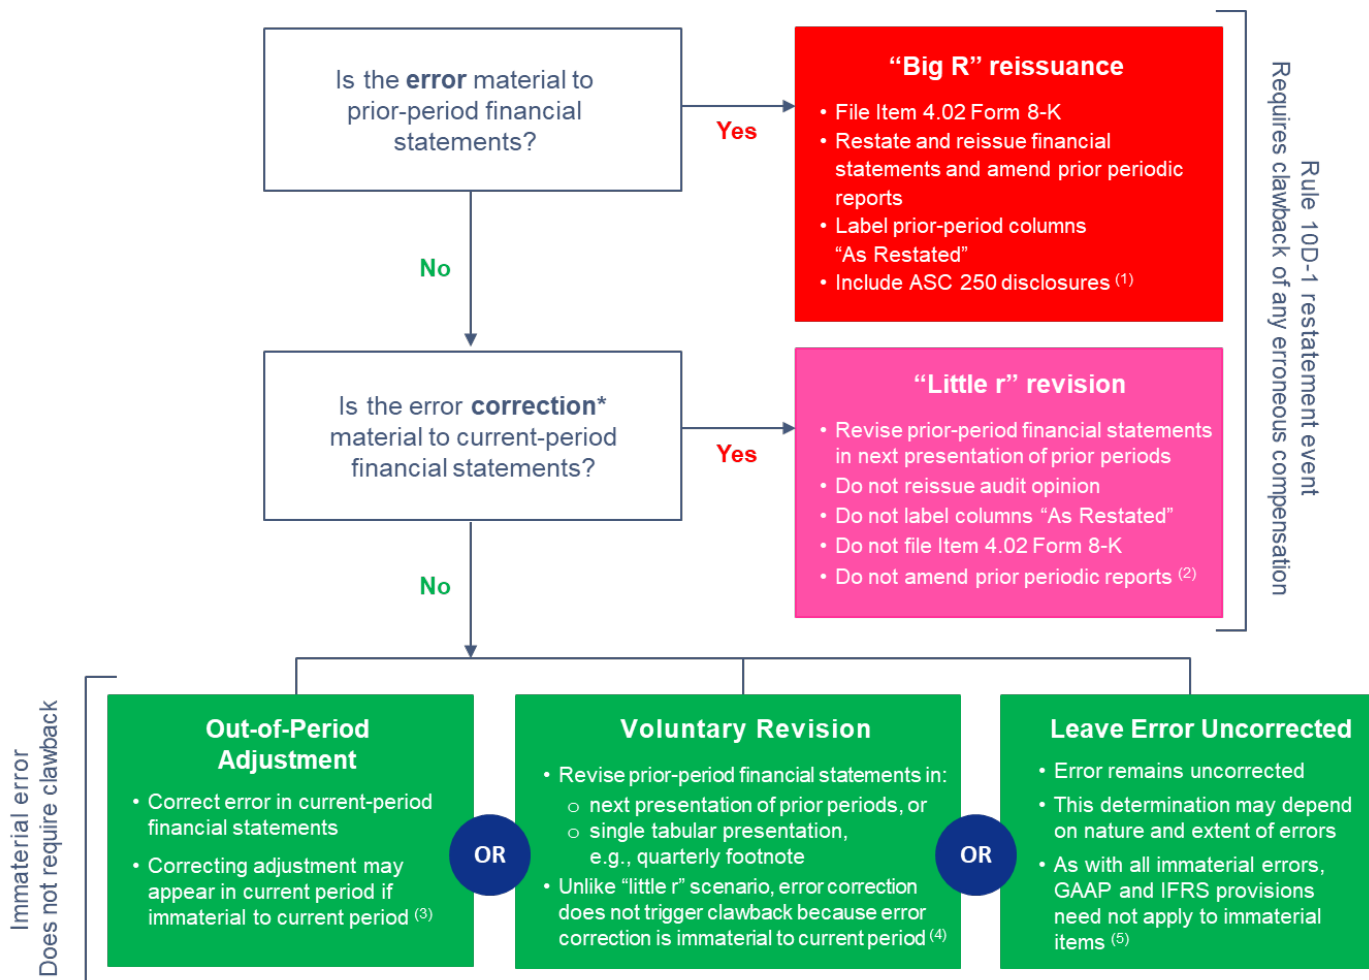 Is the error material to
prior-period financial
statements?
Yes
No
“Big R” reissuance
• File Item 4.02 Form 8-K
• Restate and reissue financial
statements and amend prior periodic
reports
• Label prior-period columns
“As Restated”
• Include ASC 250 disclosures (1)
Is the error correction*
material to current-period
financial statements?
Yes
No
“Little r” revision
• Revise prior-period financial statements
in next presentation of prior periods
• Do not reissue audit opinion
• Do not label columns “As Restated”
• Do not file Item 4.02 Form 8-K
• Do not amend prior periodic reports (2)
Rule 10D-1 restatement event
Requires clawback of any erroneous compensation
Immaterial error
Does not require clawback
Out-of-Period
Adjustment
• Correct error in current-period
financial statements
• Correcting adjustment may
appear in current period if
immaterial to current period (3)
OR
Voluntary Revision
• Revise prior-period financial statements in:
o next presentation of prior periods, or
o single tabular presentation,
e.g., quarterly footnote
• Unlike “little r” scenario, error correction
does not trigger clawback because error
correction is immaterial to current period (4)
OR
Leave Error Uncorrected
• Error remains uncorrected
• This determination may depend
on nature and extent of errors
• As with all immaterial errors,
GAAP and IFRS provisions
need not apply to immaterial
items (5)